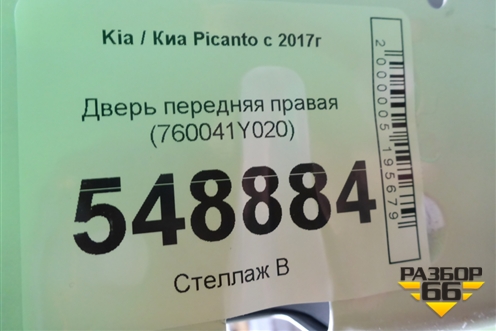 Kia / Киа Picanto с 2017г
Дверь передняя правая
(760041Y020)
548884
Стеллаж В
2000005195679
РАЗБОР
66